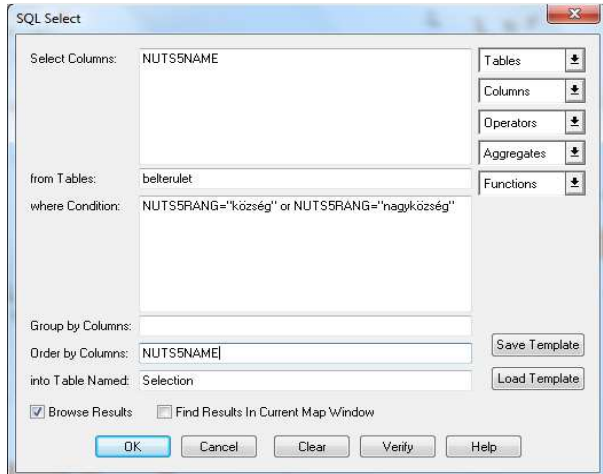 SQL Select
Select Columns: NUTS5NAME
Tables
Columns
Operators
Aggregates
from Tables: belterulet
Functions
where Condition: NUTS5RANG="község" or NUTS5RANG="nagyközség"
Group by Columns:
Save Template
Order by Columns: NUTS5NAME
into Table Named: Selection
Load Template
Browse Results Find Results In Current Map Window
OK Cancel Clear Verify Help